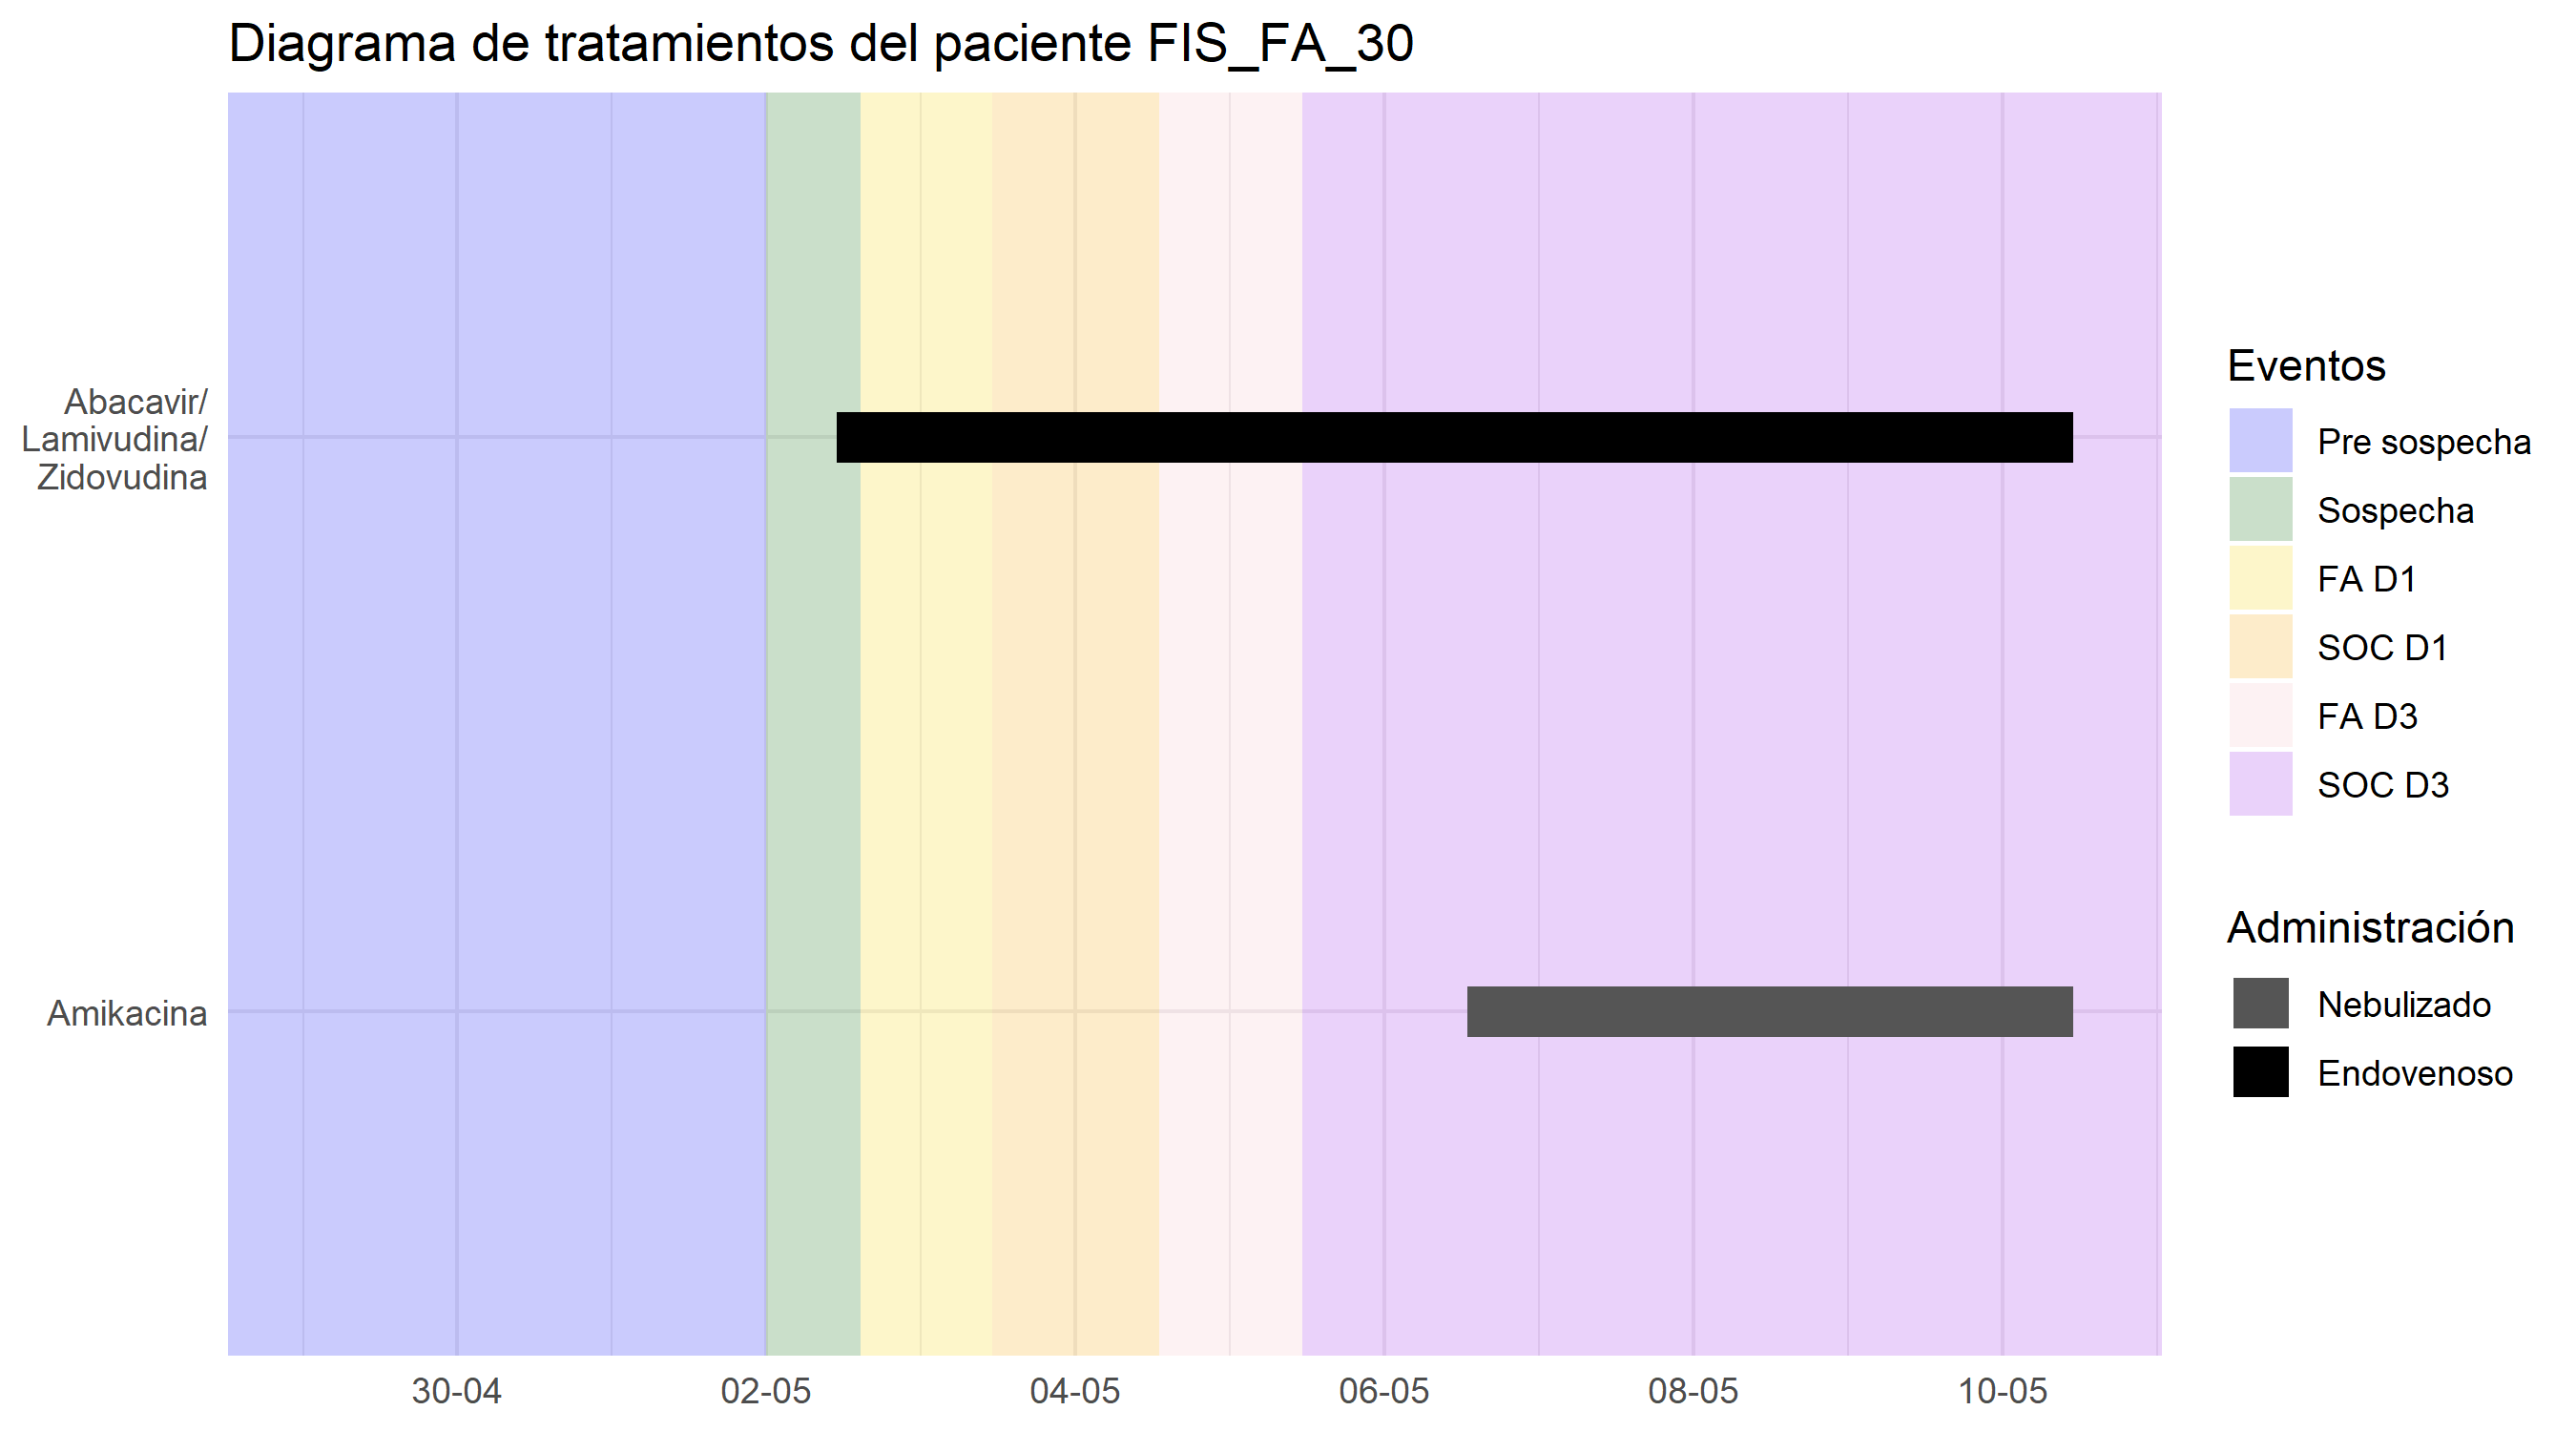 Diagrama de tratamientos del paciente FIS_FA_30
Abacavir/
Lamivudina/
Zidovudina
Amikacina
30-04
02-05
04-05
06-05
08-05
10-05
Eventos
Pre sospecha
Sospecha
FA D1
SOC D1
FA D3
SOC D3
Administración
Nebulizado
Endovenoso